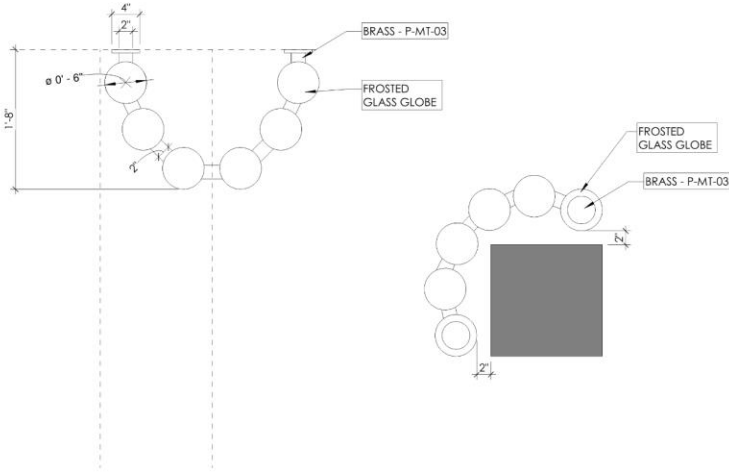 4"
2"
BRASS - P-MT-03
ø 0' - 6"
FROSTED
GLASS GLOBE
1'-8"
2"
FROSTED
GLASS GLOBE
BRASS - P-MT-03
2"
2"